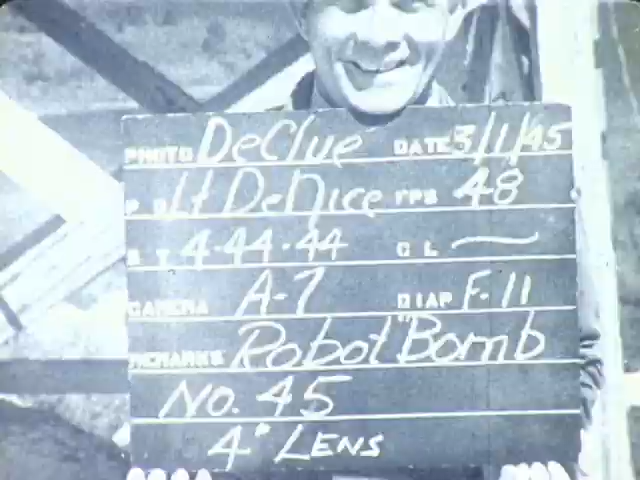 PHOTO DeClue DATE 3/1/45
P.O. Lt DeNice FPS 48
4-44-44 C L ~
CAMERA A-7 DIAP F-11
REMARKS Robot "Bomb
No. 45
4" LENS